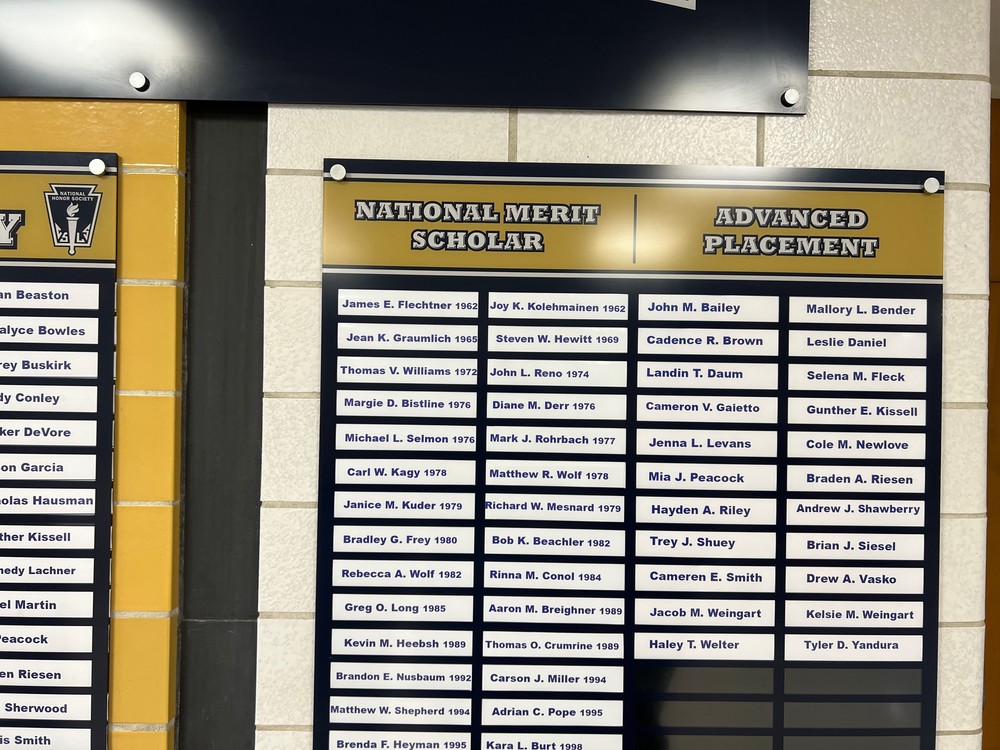 NATIONAL
HONOR SOCIETY
Y
an Beaston
alyce Bowles
rey Buskirk
dy Conley
ker DeVore
on Garcia
nolas Hausman
ther Kissell
nedy Lachner
el Martin
Peacock
en Riesen
Sherwood
is Smith
NATIONAL MERIT
SCHOLAR
James E. Flechtner 1962
Joy K. Kolehmainen 1962
Jean K. Graumlich 1965
Steven W. Hewitt 1969
Thomas V. Williams 1972
John L. Reno 1974
Margie D. Bistline 1976
Diane M. Derr 1976
Michael L. Selmon 1976
Mark J. Rohrbach 1977
Carl W. Kagy 1978
Matthew R. Wolf 1978
Janice M. Kuder 1979
Richard W. Mesnard 1979
Bradley G. Frey 1980
Bob K. Beachler 1982
Rebecca A. Wolf 1982
Rinna M. Conol 1984
Greg O. Long 1985
Aaron M. Breighner 1989
Kevin M. Heebsh 1989
Thomas O. Crumrine 1989
Brandon E. Nusbaum 1992
Carson J. Miller 1994
Matthew W. Shepherd 1994
Adrian C. Pope 1995
Brenda F. Heyman 1995
Kara L. Burt 1998
ADVANCED
PLACEMENT
John M. Bailey
Mallory L. Bender
Cadence R. Brown
Leslie Daniel
Landin T. Daum
Selena M. Fleck
Cameron V. Gaietto
Gunther E. Kissell
Jenna L. Levans
Cole M. Newlove
Mia J. Peacock
Braden A. Riesen
Hayden A. Riley
Andrew J. Shawberry
Trey J. Shuey
Brian J. Siesel
Cameren E. Smith
Drew A. Vasko
Jacob M. Weingart
Kelsie M. Weingart
Haley T. Welter
Tyler D. Yandura